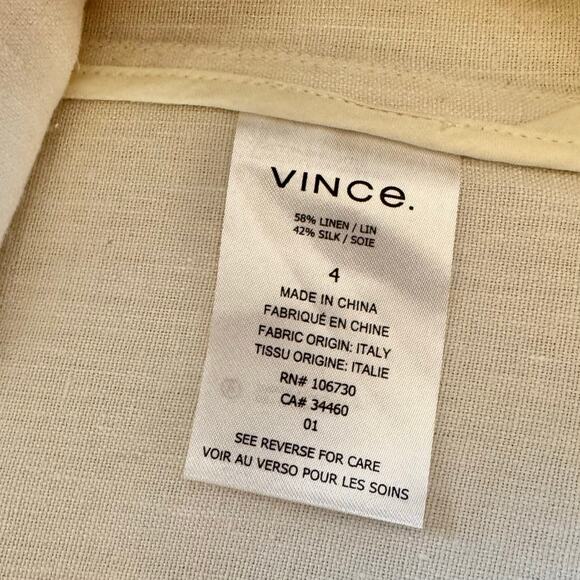 VINCe.
58% LINEN / LIN
42% SILK / SOIE
4
MADE IN CHINA
FABRIQUÉ EN CHINE
FABRIC ORIGIN: ITALY
TISSU ORIGINE: ITALIE
RN# 106730
CA# 34460
01
SEE REVERSE FOR CARE
VOIR AU VERSO POUR LES SOINS